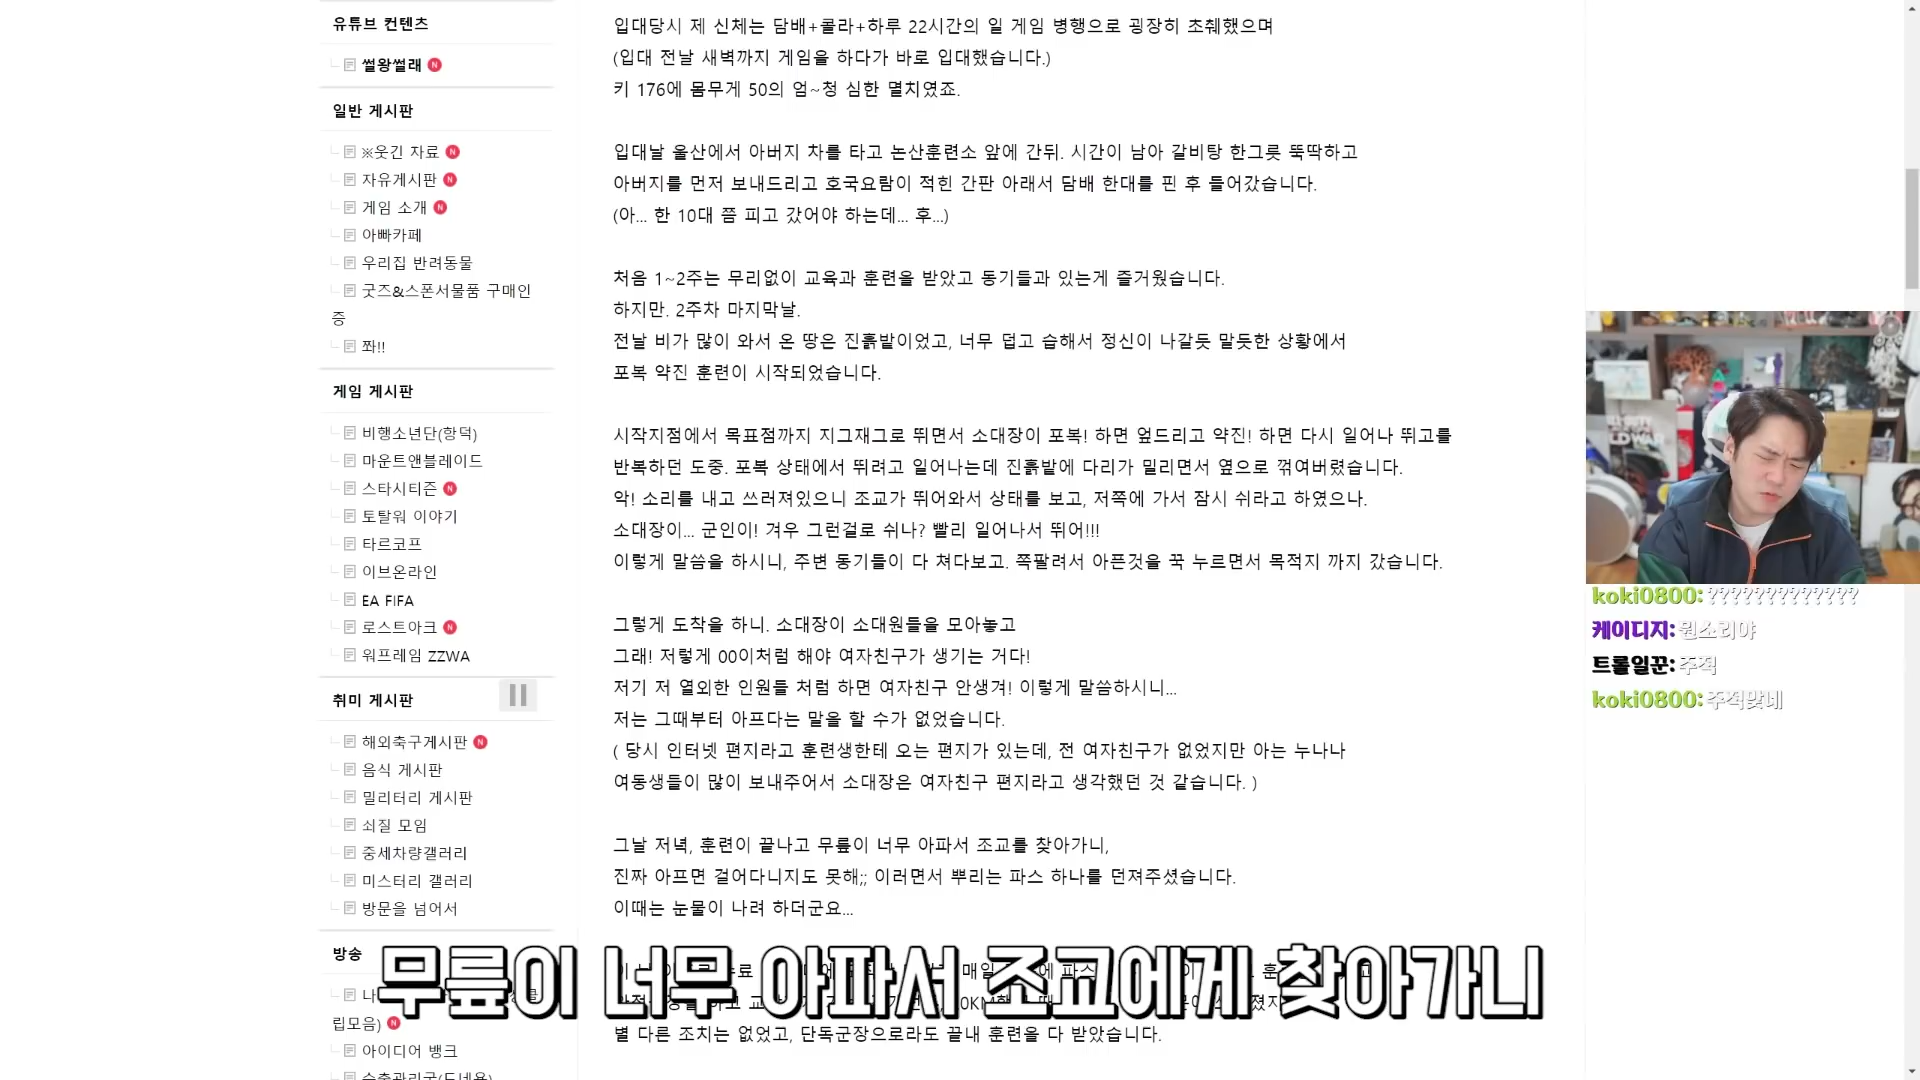 유튜브 컨텐츠
썰왕썰래 N
일반 게시판
※웃긴 자료 N
자유게시판 N
게임 소개 N
아빠카페
우리집 반려동물
굿즈&스폰서물품 구매인
증
쫘!!
게임 게시판
비행소년단(항덕)
마운트앤블레이드
스타시티즌 N
토탈워 이야기
타르코프
이브온라인
EA FIFA
로스트아크 N
워프레임 ZZWA
취미 게시판
해외축구게시판 N
음식 게시판
밀리터리 게시판
쇠질 모임
중세차량갤러리
미스터리 갤러리
방문을 넘어서
방송
립모음) N
아이디어 뱅크
입대당시 제 신체는 담배+콜라+하루 22시간의 일 게임 병행으로 굉장히 초췌했으며
(입대 전날 새벽까지 게임을 하다가 바로 입대했습니다.)
키 176에 몸무게 50의 엄~청 심한 멸치였죠.
입대날 울산에서 아버지 차를 타고 논산훈련소 앞에 간뒤. 시간이 남아 갈비탕 한그릇 뚝딱하고
아버지를 먼저 보내드리고 호국요람이 적힌 간판 아래서 담배 한대를 핀 후 들어갔습니다.
(아... 한 10대 쯤 피고 갔어야 하는데... 후...)
처음 1~2주는 무리없이 교육과 훈련을 받았고 동기들과 있는게 즐거웠습니다.
하지만. 2주차 마지막날.
전날 비가 많이 와서 온 땅은 진흙밭이었고, 너무 덥고 습해서 정신이 나갈듯 말듯한 상황에서
포복 약진 훈련이 시작되었습니다.
시작지점에서 목표점까지 지그재그로 뛰면서 소대장이 포복! 하면 엎드리고 약진! 하면 다시 일어나 뛰고를
반복하던 도중. 포복 상태에서 뛰려고 일어나는데 진흙밭에 다리가 밀리면서 옆으로 꺾여버렸습니다.
악! 소리를 내고 쓰러져있으니 조교가 뛰어와서 상태를 보고, 저쪽에 가서 잠시 쉬라고 하였으나.
소대장이... 군인이! 겨우 그런걸로 쉬나? 빨리 일어나서 뛰어!!!
이렇게 말씀을 하시니, 주변 동기들이 다 쳐다보고. 쪽팔려서 아픈것을 꾹 누르면서 목적지 까지 갔습니다.
그렇게 도착을 하니. 소대장이 소대원들을 모아놓고
그래! 저렇게 00이처럼 해야 여자친구가 생기는 거다!
저기 저 열외한 인원들 처럼 하면 여자친구 안생겨! 이렇게 말씀하시니...
저는 그때부터 아프다는 말을 할 수가 없었습니다.
( 당시 인터넷 편지라고 훈련생한테 오는 편지가 있는데, 전 여자친구가 없었지만 아는 누나나
여동생들이 많이 보내주어서 소대장은 여자친구 편지라고 생각했던 것 같습니다. )
그날 저녁, 훈련이 끝나고 무릎이 너무 아파서 조교를 찾아가니,
진짜 아프면 걸어다니지도 못해;; 이러면서 뿌리는 파스 하나를 던져주셨습니다.
이때는 눈물이 나려 하더군요...
별 다른 조치는 없었고, 단독군장으로라도 끝내 훈련을 다 받았습니다.
무릎이 너무 아파서 조교에게 찾아가니
koki0800: ?????????????
케이디지: 뭔소리야
트롤일꾼: 추적
koki0800: 추적맞네